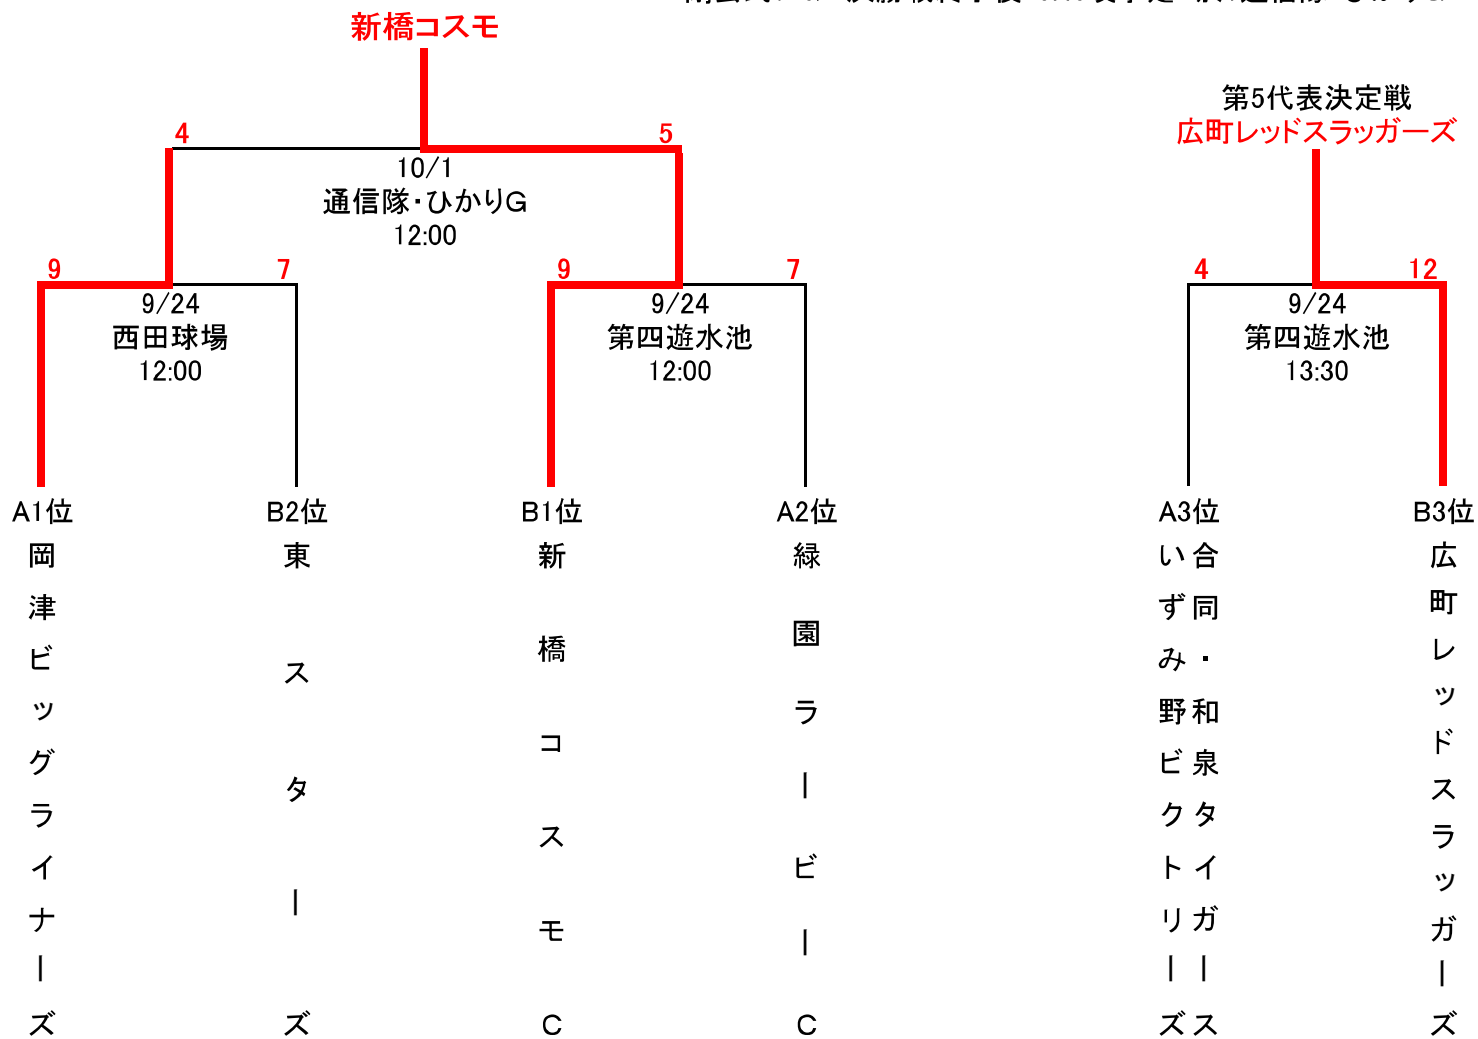 新橋コスモ
第5代表決定戦
広町レッドスラッガーズ
4
5
10/1
通信隊・ひかりG
12:00
9
7
9/24
西田球場
12:00
9
7
9/24
第四遊水池
12:00
4
12
9/24
第四遊水池
13:30
A1位
B2位
B1位
A2位
A3位
B3位
岡津ビッグライナーズ
東スターズ
新橋コスモC
緑園ラービーC
合同・和泉タイガース
いずみ野ビクトリーズ
広町レッドスラッガーズ